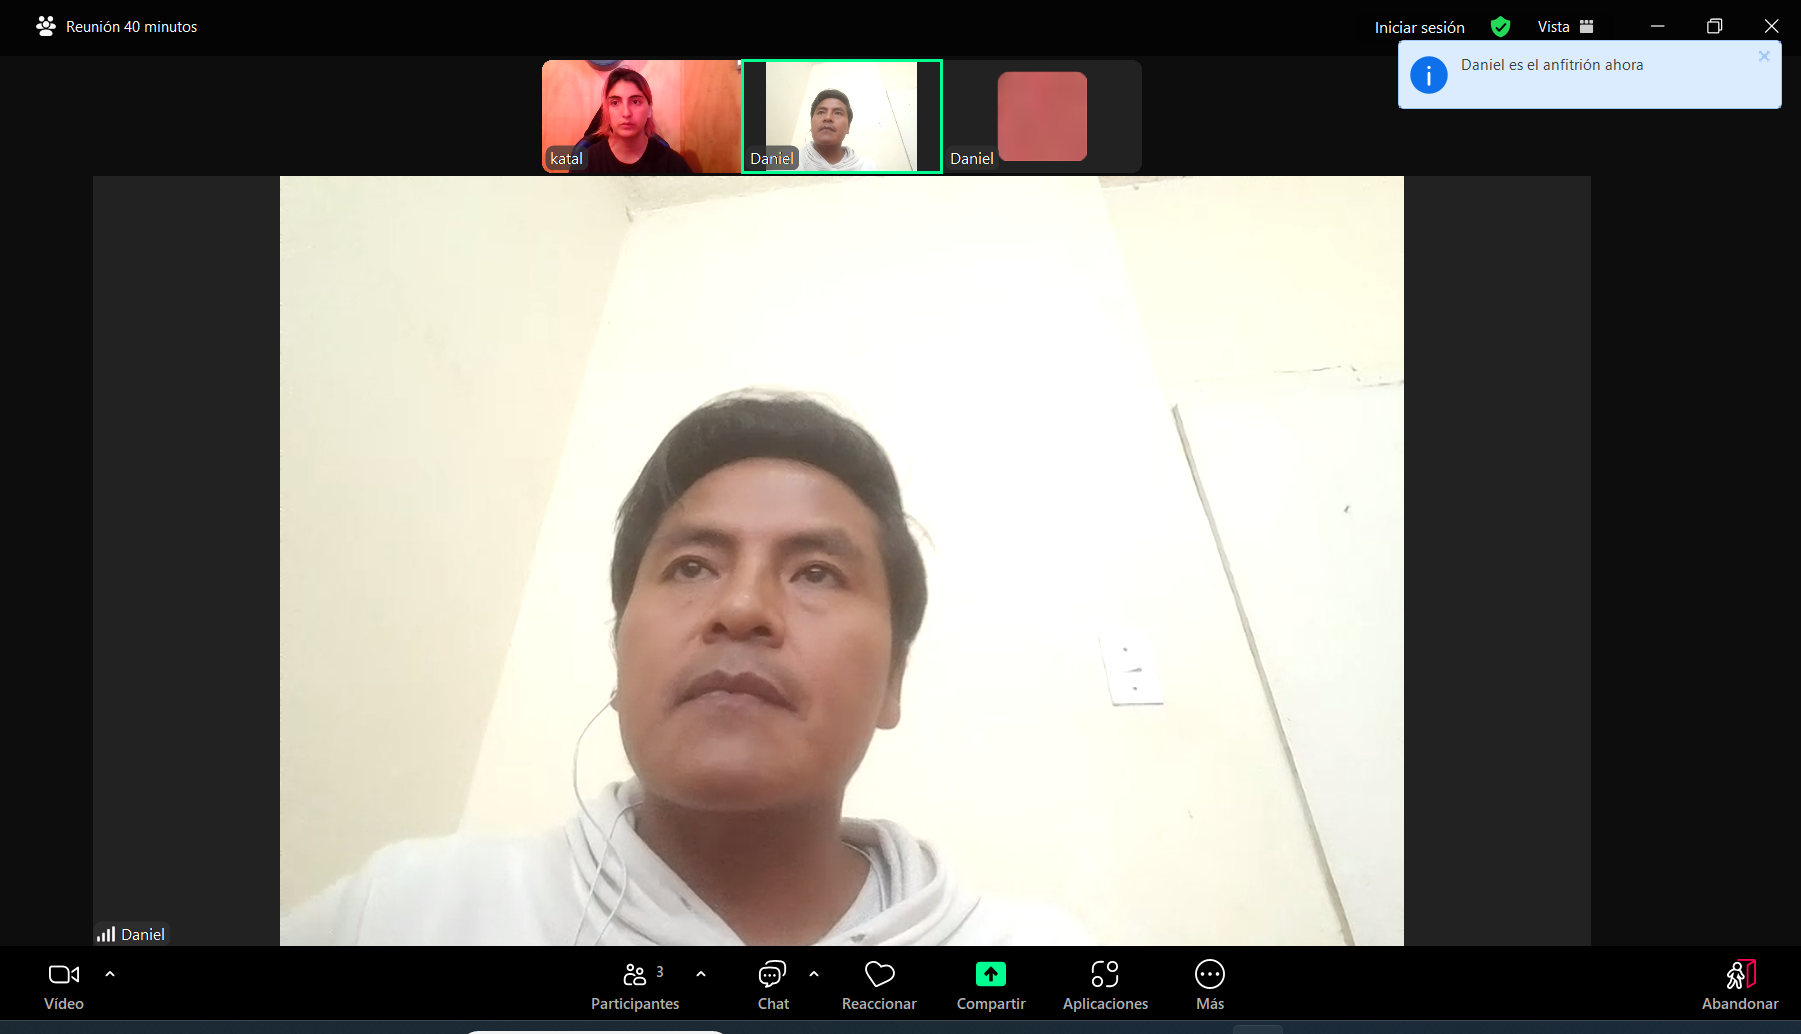 Reunión 40 minutos
Iniciar sesión
Vista
Daniel es el anfitrión ahora
katal
Daniel
Daniel
Daniel
Vídeo
Participantes
3
Chat
Reaccionar
Compartir
Aplicaciones
Más
Abandonar